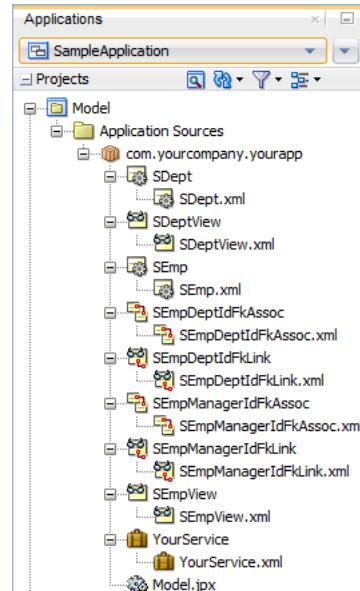 Applications
SampleApplication
Projects
Model
Application Sources
com.yourcompany.yourapp
SDept
SDept.xml
SDeptView
SDeptView.xml
SEmp
SEmp.xml
SEmpDeptIdFkAssoc
SEmpDeptIdFkAssoc.xml
SEmpDeptIdFkLink
SEmpDeptIdFkLink.xml
SEmpManagerIdFkAssoc
SEmpManagerIdFkAssoc.xml
SEmpManagerIdFkLink
SEmpManagerIdFkLink.xml
SEmpView
SEmpView.xml
YourService
YourService.xml
Model.jpx